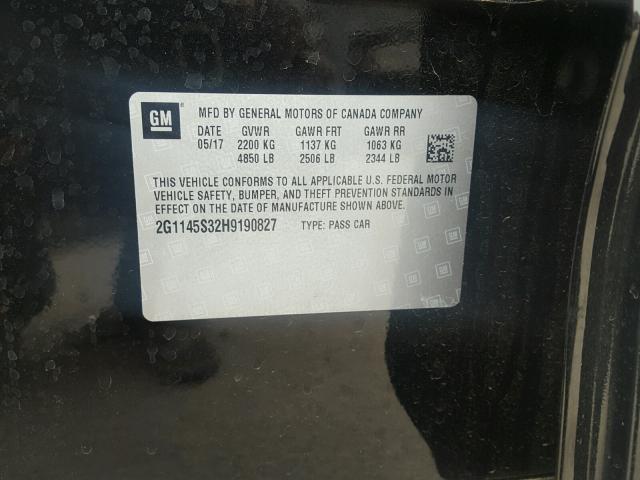 GM MFD BY GENERAL MOTORS OF CANADA COMPANY
DATE GVWR GAWR FRT GAWR RR
05/17 2200 KG 1137 KG 1063 KG
4850 LB 2506 LB 2344 LB
THIS VEHICLE CONFORMS TO ALL APPLICABLE U.S. FEDERAL MOTOR
VEHICLE SAFETY, BUMPER, AND THEFT PREVENTION STANDARDS IN
EFFECT ON THE DATE OF MANUFACTURE SHOWN ABOVE.
2G1145S32H9190827 TYPE: PASS CAR